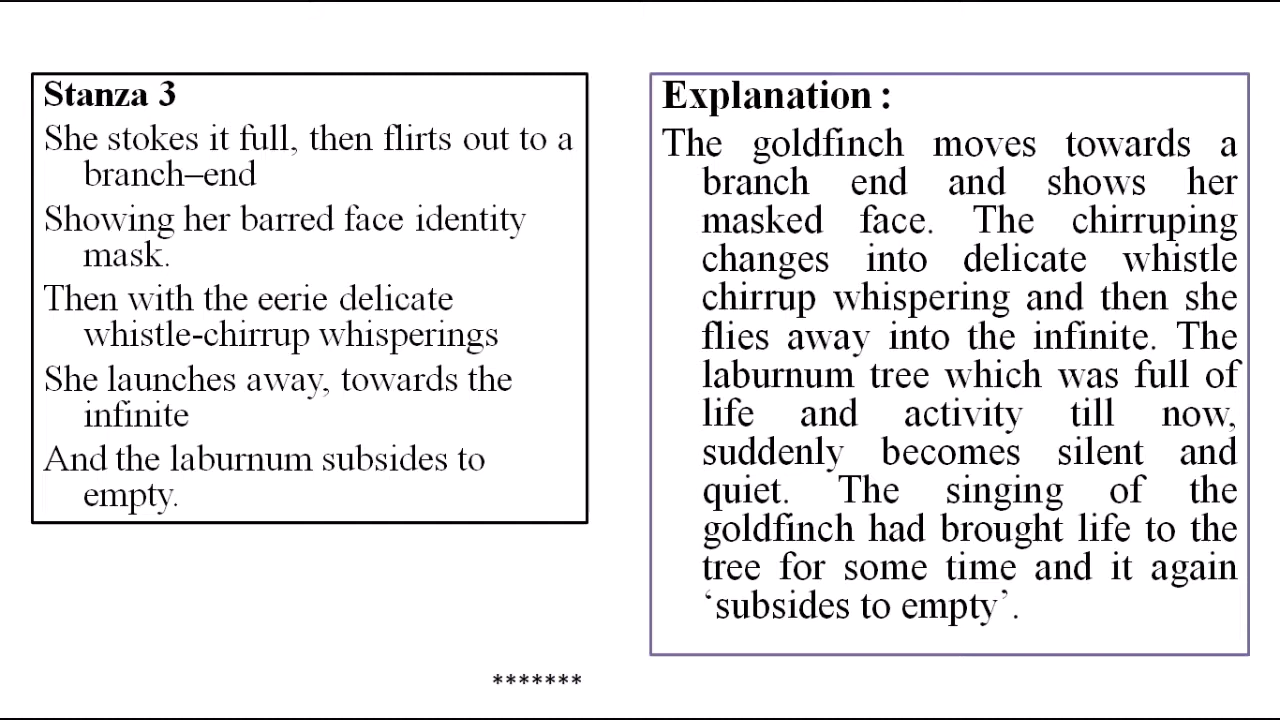 Stanza 3
She stokes it full, then flirts out to a
branch–end
Showing her barred face identity
mask.
Then with the eerie delicate
whistle-chirrup whisperings
She launches away, towards the
infinite
And the laburnum subsides to
empty.
Explanation :
The goldfinch moves towards a
branch end and shows her
masked face. The chirruping
changes into delicate whistle
chirrup whispering and then she
flies away into the infinite. The
laburnum tree which was full of
life and activity till now,
suddenly becomes silent and
quiet. The singing of the
goldfinch had brought life to the
tree for some time and it again
‘subsides to empty’.
*******